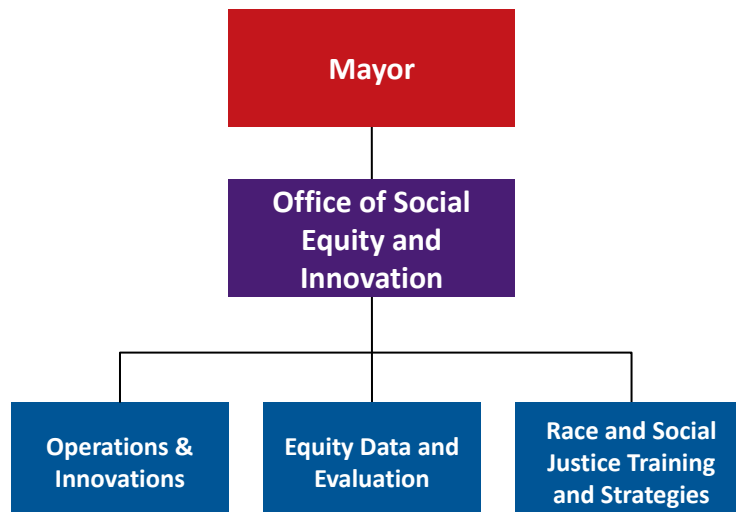 Mayor
Office of Social
Equity and
Innovation
Operations &
Innovations
Equity Data and
Evaluation
Race and Social
Justice Training
and Strategies